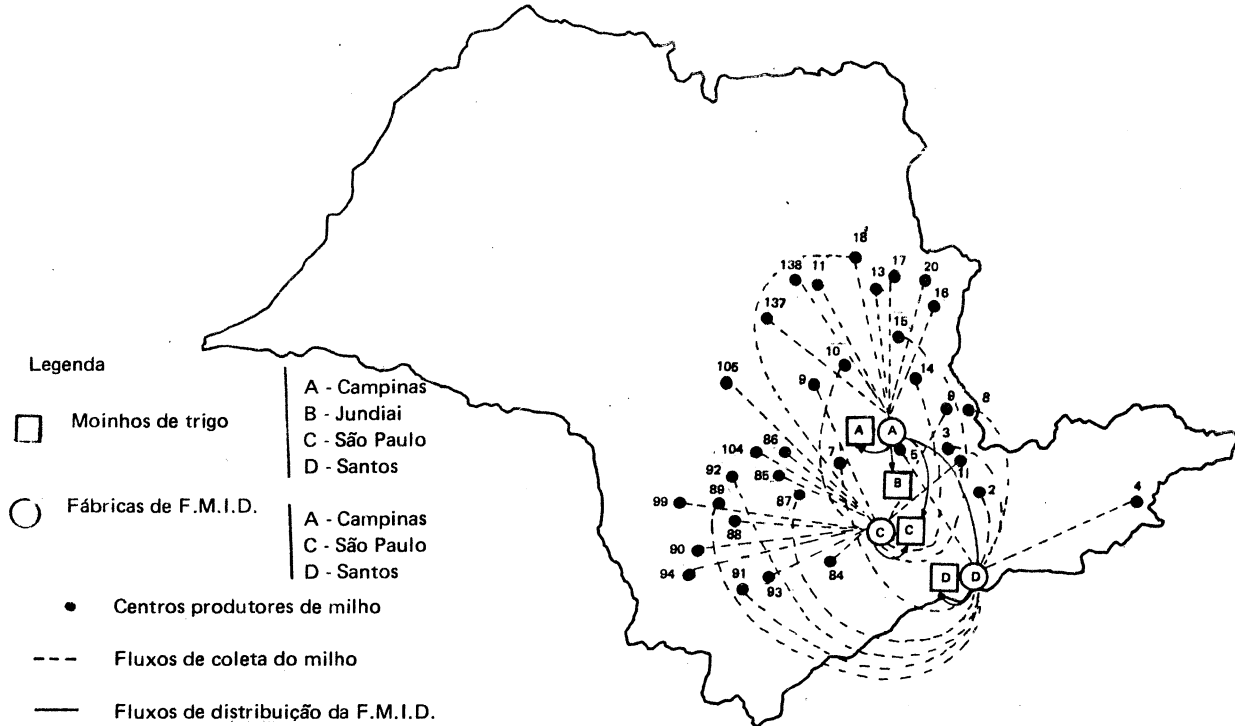 18
138
11
13
17
20
16
137
15
10
14
9
105
9
8
3
A
A
5
1
7
104
86
85
92
B
2
4
99
89
87
88
C
C
90
94
91
93
84
D
D
Legenda
Moinhos de trigo
A - Campinas
B - Jundiai
C - São Paulo
D - Santos
Fábricas de F.M.I.D.
A - Campinas
C - São Paulo
D - Santos
Centros produtores de milho
Fluxos de coleta do milho
Fluxos de distribuição da F.M.I.D.